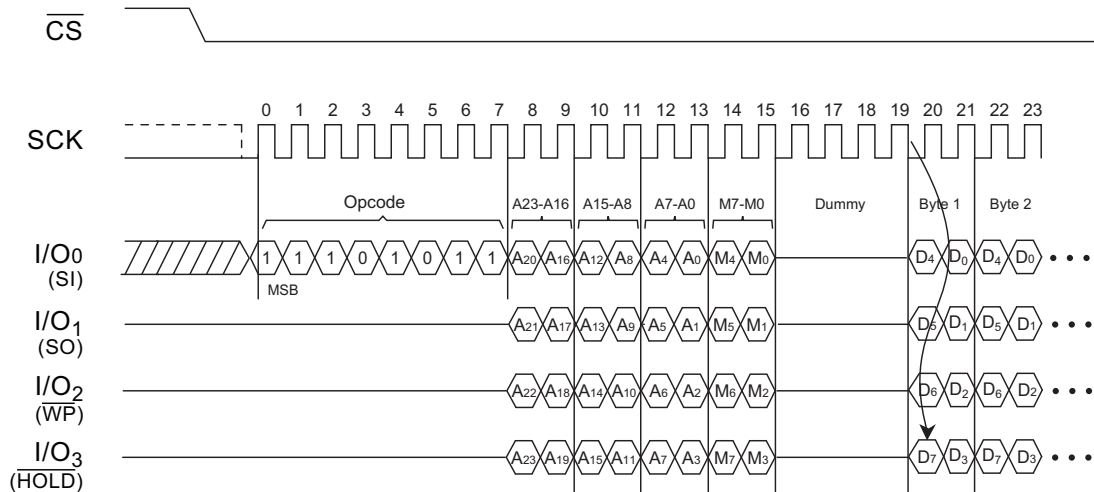 CS
0 1 2 3 4 5 6 7 8 9 10 11 12 13 14 15 16 17 18 19 20 21 22 23
SCK
Opcode A23-A16 A15-A8 A7-A0 M7-M0 Dummy Byte 1 Byte 2
I/O0 1 1 1 0 1 0 1 1 A20 A16 A12 A8 A4 A0 M4 M0 D4 D0 D4 D0
(SI)
MSB
I/O1 A21 A17 A13 A9 A5 A1 M5 M1 D5 D1 D5 D1
(SO)
I/O2 A22 A18 A14 A10 A6 A2 M6 M2 D6 D2 D6 D2
(WP)
I/O3 A23 A19 A15 A11 A7 A3 M7 M3 D7 D3 D7 D3
(HOLD)